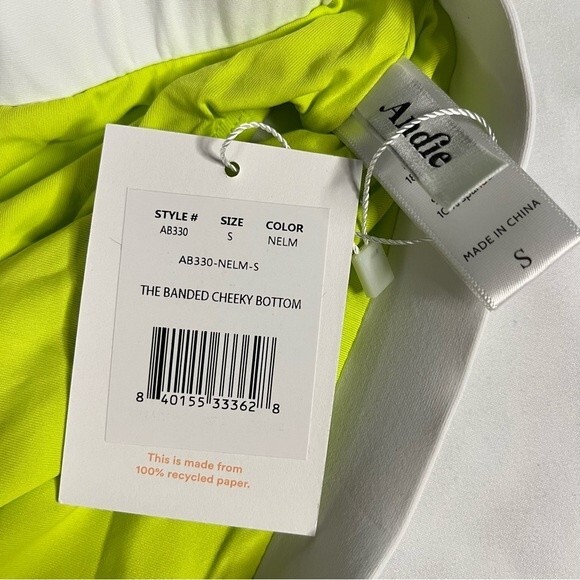 STYLE # SIZE COLOR
AB330 S NELM
AB330-NELM-S
THE BANDED CHEEKY BOTTOM
8 40155 33362 8
This is made from
100% recycled paper.
Andie
MADE IN CHINA
S